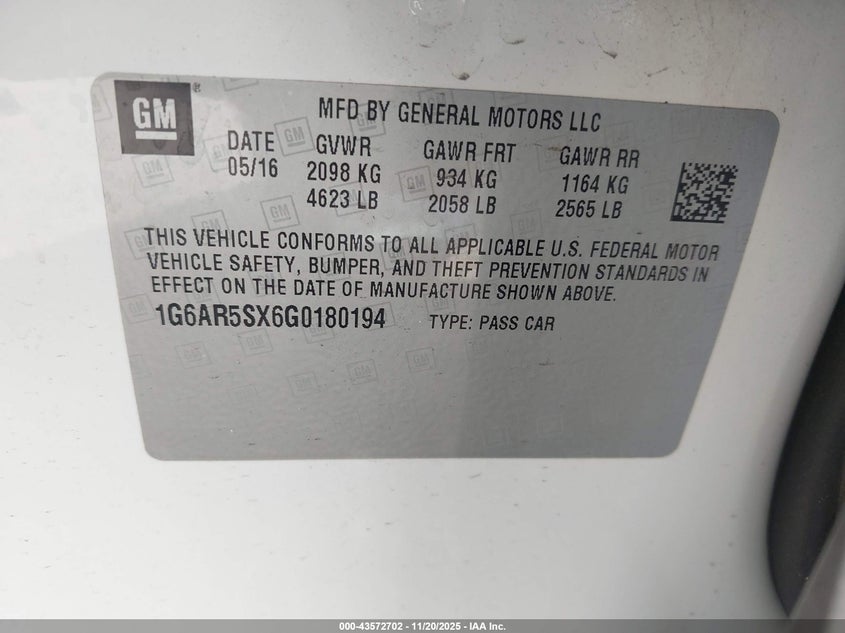 GM
MFD BY GENERAL MOTORS LLC
DATE GVWR GAWR FRT GAWR RR
05/16 2098 KG 934 KG 1164 KG
4623 LB 2058 LB 2565 LB
THIS VEHICLE CONFORMS TO ALL APPLICABLE U.S. FEDERAL MOTOR
VEHICLE SAFETY, BUMPER, AND THEFT PREVENTION STANDARDS IN
EFFECT ON THE DATE OF MANUFACTURE SHOWN ABOVE.
1G6AR5SX6G0180194 TYPE: PASS CAR
000-43572702 - 11/20/2025 - IAA Inc.